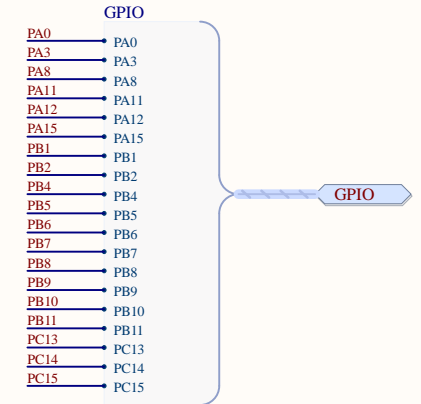 GPIO
PA0 PA0
PA3 PA3
PA8 PA8
PA11 PA11
PA12 PA12
PA15 PA15
PB1 PB1
PB2 PB2
PB4 PB4
GPIO
PB5 PB5
PB6 PB6
PB7 PB7
PB8 PB8
PB9 PB9
PB10 PB10
PB11 PB11
PC13 PC13
PC14 PC14
PC15 PC15